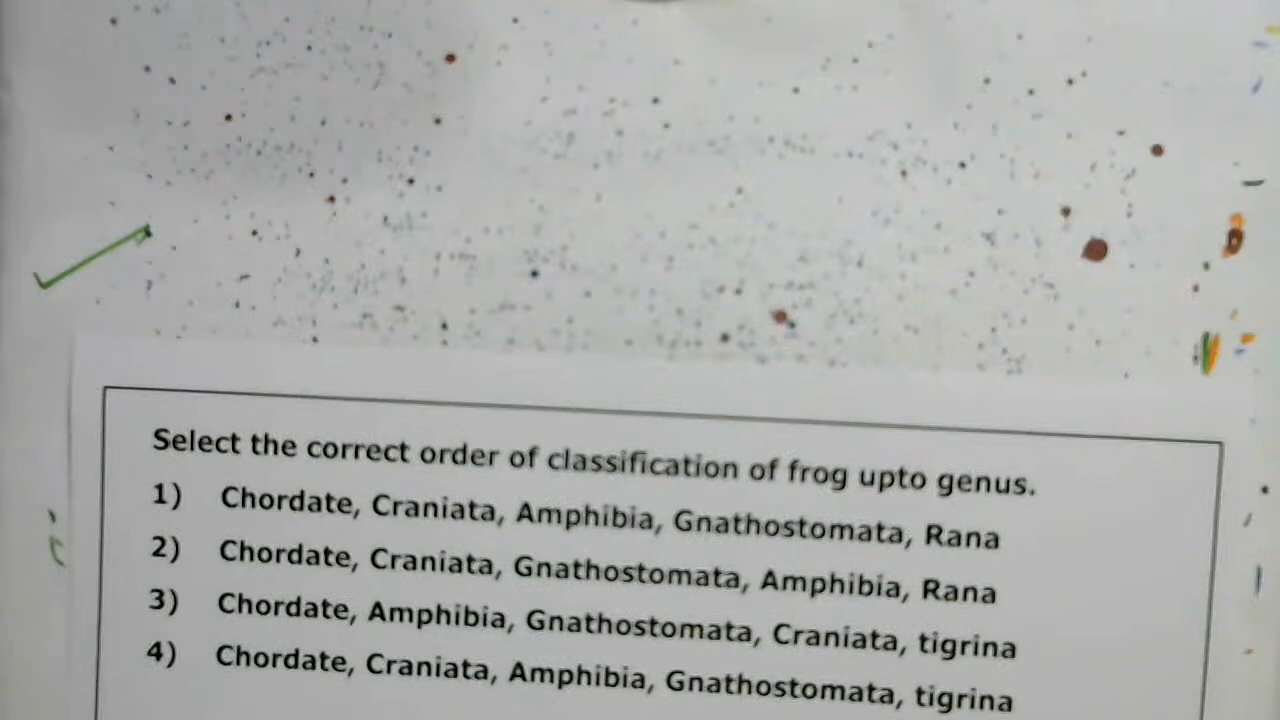 Select the correct order of classification of frog upto genus.
1) Chordate, Craniata, Amphibia, Gnathostomata, Rana
2) Chordate, Craniata, Gnathostomata, Amphibia, Rana
3) Chordate, Amphibia, Gnathostomata, Craniata, tigrina
4) Chordate, Craniata, Amphibia, Gnathostomata, tigrina